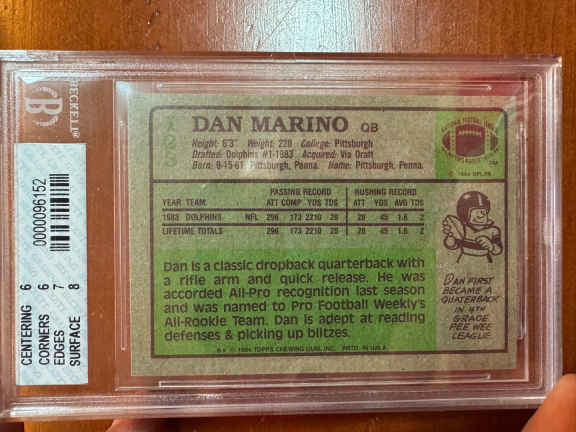 BECKETT
B
0000096152
CENTERING 6
CORNERS 6
EDGES 7
SURFACE 8
DAN MARINO QB
Height: 6'3" Weight: 220 College: Pittsburgh
Drafted: Dolphins #1-1983 Acquired: Via Draft
Born: 9-15-61, Pittsburgh, Penna. Home: Pittsburgh, Penna.
PASSING RECORD RUSHING RECORD
YEAR TEAM ATT COMP YDS TDS ATT YDS AVG TDS
1983 DOLPHINS NFL 296 173 2210 20 28 45 1.6 2
LIFETIME TOTALS 296 173 2210 20 28 45 1.6 2
Dan is a classic dropback quarterback with
a rifle arm and quick release. He was
accorded All-Pro recognition last season
and was named to Pro Football Weekly's
All-Rookie Team. Dan is adept at reading
defenses & picking up blitzes.
© 1984 TOPPS CHEWING GUM, INC. PRTD. IN U.S.A.
© 1984 NFLPA
DAN FIRST
BECAME A
QUATERBACK
IN 4TH
GRADE
PEE WEE
LEAGUE.